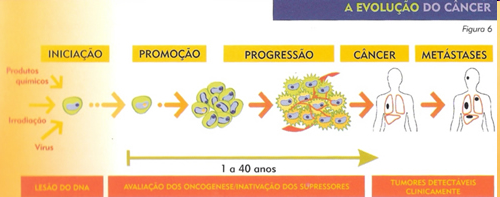 A EVOLUÇÃO DO CÂNCER
Figura 6
INICIAÇÃO
PROMOÇÃO
PROGRESSÃO
CÂNCER
METÁSTASES
Produtos
químicos
Irradiação
Vírus
1 a 40 anos
LESÃO DO DNA
AVALIAÇÃO DOS ONCOGENESE/INATIVAÇÃO DOS SUPRESSORES
TUMORES DETECTÁVEIS
CLINICAMENTE